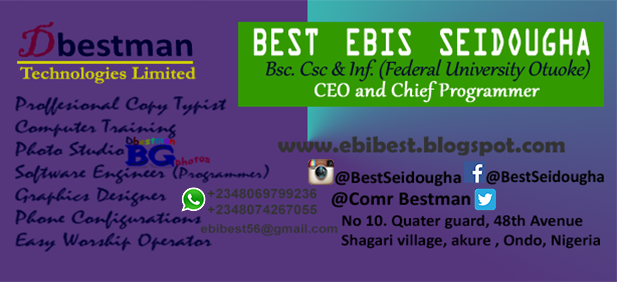 Dbestman
Technologies Limited
Proffesional Copy Typist
Computer Training
Photo Studio
Dbestman
BG
photos
Software Engineer (Programmer)
Graphics Designer
Phone Configurations
Easy Worship Operator
BEST EBIS SEIDOUGHA
Bsc. Csc & Inf. (Federal University Otuoke)
CEO and Chief Programmer
www.ebibest.blogspot.com
@BestSeidougha f @BestSeidougha
@Comr Bestman
+2348069799236
+2348074267055
ebibest56@gmail.com
No 10. Quater guard, 48th Avenue
Shagari village, akure , Ondo, Nigeria